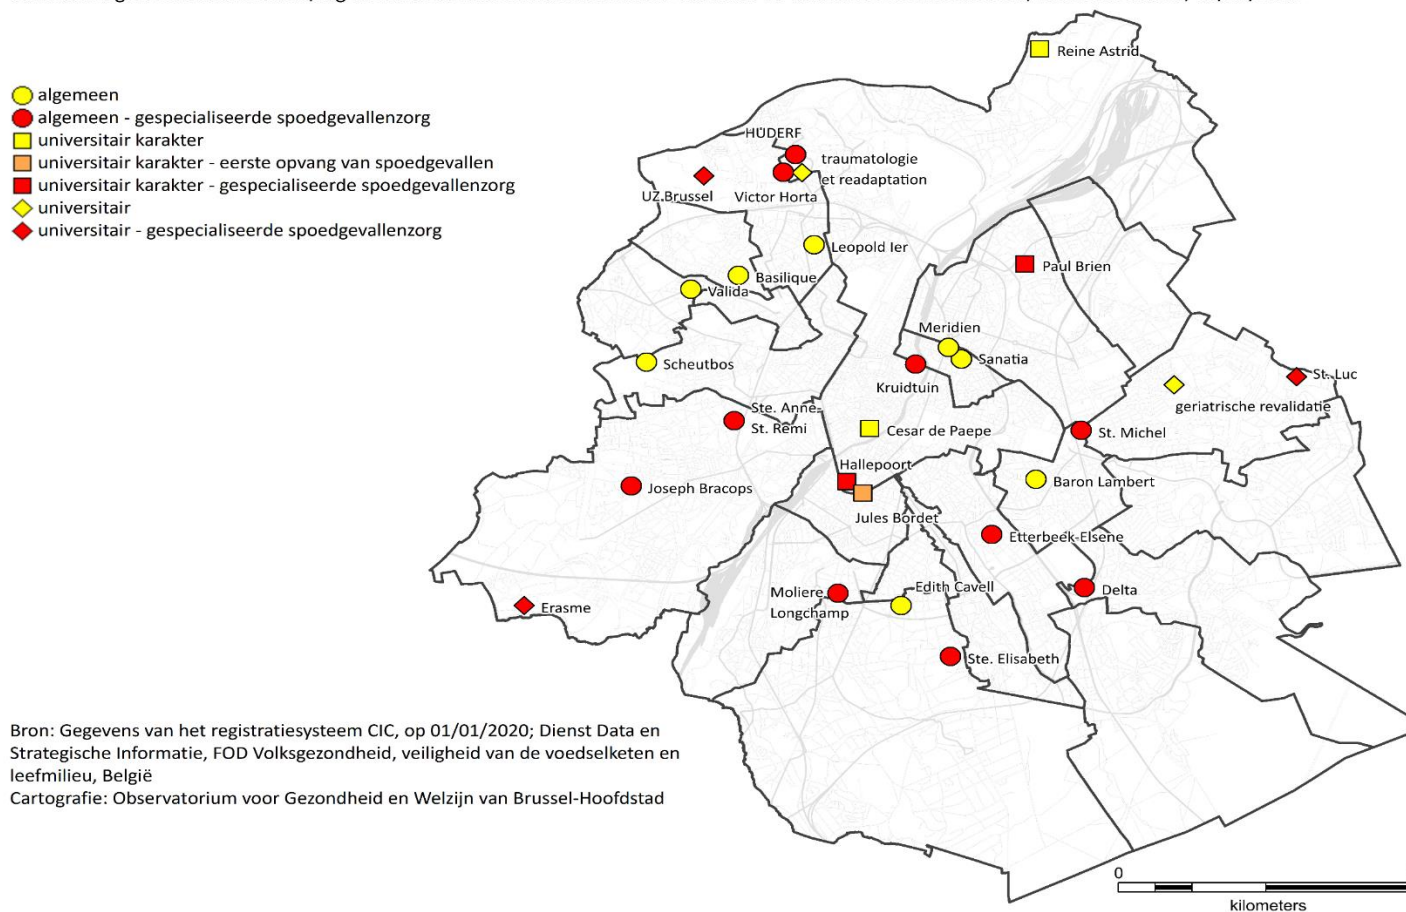 algemeen
algemeen - gespecialiseerde spoedgevallenzorg
universitair karakter
universitair karakter - eerste opvang van spoedgevallen
universitair karakter - gespecialiseerde spoedgevallenzorg
universitair
universitair - gespecialiseerde spoedgevallenzorg
Reine Astrid
HUDERF
traumatologie
et readaptation
UZ Brussel
Victor Horta
Leopold Ier
Paul Brien
Basilique
Valida
Meridien
Sanatia
Scheutbos
Kruidtuin
St. Luc
geriatrische revalidatie
Ste. Anne-
St. Remi
Cesar de Paepe
St. Michel
Hallepoort
Joseph Bracops
Baron Lambert
Jules Bordet
Etterbeek-Elsene
Edith Cavell
Moliere
Longchamp
Delta
Erasme
Ste. Elisabeth
Bron: Gegevens van het registratiesysteem CIC, op 01/01/2020; Dienst Data en
Strategische Informatie, FOD Volksgezondheid, veiligheid van de voedselketen en
leefmilieu, België
Cartografie: Observatorium voor Gezondheid en Welzijn van Brussel-Hoofdstad
0
kilometers